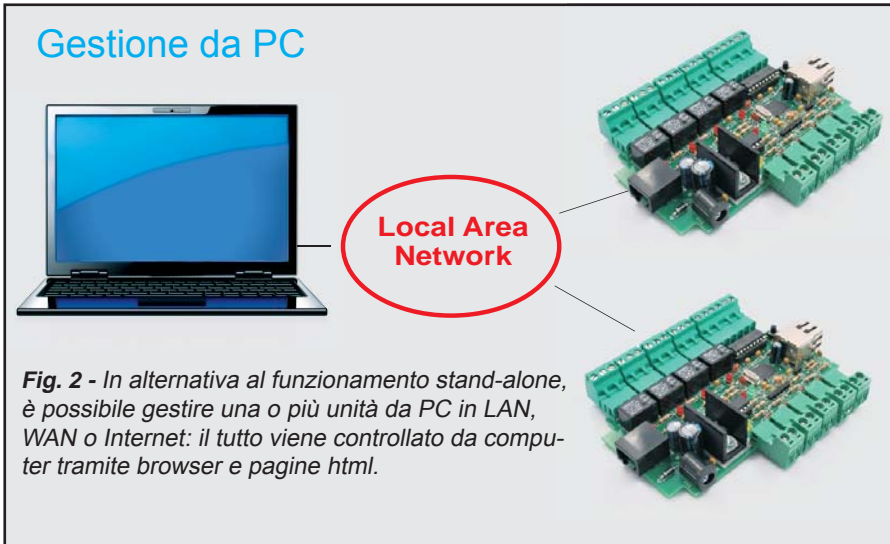 Gestione da PC
Local Area
Network
Fig. 2 - In alternativa al funzionamento stand-alone,
è possibile gestire una o più unità da PC in LAN,
WAN o Internet: il tutto viene controllato da compu-
ter tramite browser e pagine html.